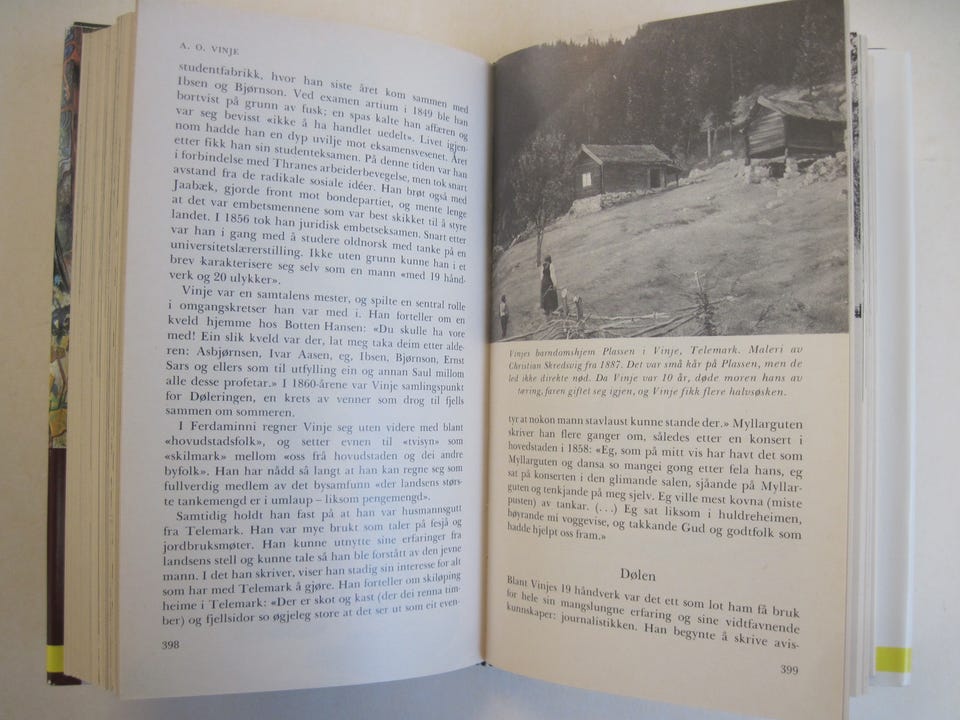 A. O. VINJE
studentfabrikk, hvor han siste året kom sammen med
Ibsen og Bjørnson. Ved examen artium i 1849 ble han
bortvist på grunn av fusk; en spas kalte han affæren og
var seg bevisst «ikke å ha handlet uedelt». Livet igjen-
nom hadde han en dyp uvilje mot eksamensvesenet. Året
etter fikk han sin studenteksamen. På denne tiden var han
i forbindelse med Thranes arbeiderbevegelse, men tok snart
avstand fra de radikale sosiale idéer. Han brøt også med
Jaabæk, gjorde front mot bondepartiet, og mente lenge
at det var embetsmennene som var best skikket til å styre
landet. I 1856 tok han juridisk embetseksamen. Snart etter
var han i gang med å studere oldnorsk med tanke på en
universitetslærerstilling. Ikke uten grunn kunne han i et
brev karakterisere seg selv som en mann «med 19 hånd-
verk og 20 ulykker».
Vinje var en samtalens mester, og spilte en sentral rolle
i omgangskretser han var med i. Han forteller om en
kveld hjemme hos Botten Hansen: «Du skulle ha vore
med! Ein slik kveld var der, lat meg taka deim etter alde-
ren: Asbjørnsen, Ivar Aasen, eg, Ibsen, Bjørnson, Ernst
Sars og ellers som til utfylling ein og annan Saul millom
alle desse profetar.» I 1860-årene var Vinje samlingspunkt
for Døleringen, en krets av venner som drog til fjells
sammen om sommeren.
I Ferdaminni regner Vinje seg uten videre med blant
«hovudstadsfolk», og setter evnen til «tvisyn» som
«skilmark» mellom «oss frå hovudstaden og dei andre
byfolk». Han har nådd så langt at han kan regne seg som
fullverdig medlem av det bysamfunn «der landsens størs-
te tankemengd er i umlaup – liksom pengemengd».
Samtidig holdt han fast på at han var husmannsgutt
fra Telemark. Han var mye brukt som taler på fesjå og
jordbruksmøter. Han kunne utnytte sine erfaringer fra
landsens stell og kunne tale så han ble forstått av den jevne
mann. I det han skriver, viser han stadig sin interesse for alt
som har med Telemark å gjøre. Han forteller om skiløping
heime i Telemark: «Der er skot og kast (der dei renna tim-
ber) og fjellsidor so øgjeleg store at det ser ut som eit even-
398
Vinjes barndomshjem Plassen i Vinje, Telemark. Maleri av
Christian Skredsvig fra 1887. Det var små kår på Plassen, men de
led ikke direkte nød. Da Vinje var 10 år, døde moren hans av
tæring, faren giftet seg igjen, og Vinje fikk flere halvsøsken.
tyr at nokon mann stavlaust kunne stande der.» Myllarguten
skriver han flere ganger om, således etter en konsert i
hovedstaden i 1858: «Eg, som på mitt vis har havt det som
Myllarguten og dansa so mangei gong etter fela hans, eg
sat på konserten i den glimande salen, sjåande på Myllar-
guten og tenkjande på meg sjelv. Eg ville mest kovna (miste
pusten) av tankar. (...) Eg sat liksom i huldreheimen,
høyrande mi voggevise, og takkande Gud og godtfolk som
hadde hjelpt oss fram.»
Dølen
Blant Vinjes 19 håndverk var det ett som lot ham få bruk
for hele sin mangslungne erfaring og sine vidtfavnende
kunnskaper: journalistikken. Han begynte å skrive avis-
399